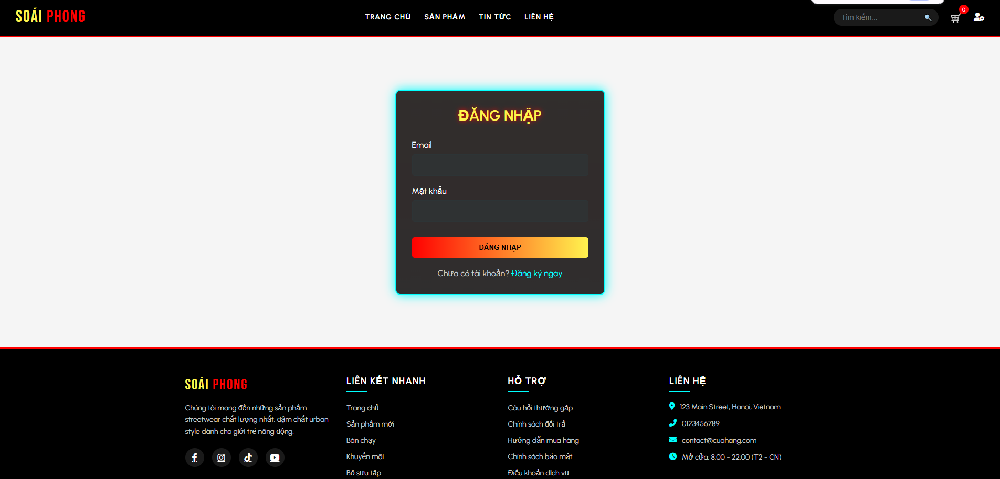 SOÁI PHONG
TRANG CHỦ
SẢN PHẨM
TIN TỨC
LIÊN HỆ
Tìm kiếm...
0
ĐĂNG NHẬP
Email
Mật khẩu
ĐĂNG NHẬP
Chưa có tài khoản? Đăng ký ngay
SOÁI PHONG
Chúng tôi mang đến những sản phẩm
streetwear chất lượng nhất, đậm chất urban
style dành cho giới trẻ năng động.
LIÊN KẾT NHANH
Trang chủ
Sản phẩm mới
Bán chạy
Khuyến mãi
Bộ sưu tập
HỖ TRỢ
Câu hỏi thường gặp
Chính sách đổi trả
Hướng dẫn mua hàng
Chính sách bảo mật
Điều khoản dịch vụ
LIÊN HỆ
123 Main Street, Hanoi, Vietnam
0123456789
contact@cuahang.com
Mở cửa: 8:00 - 22:00 (T2 - CN)